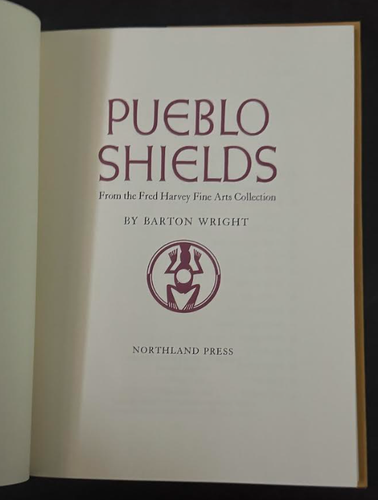 PUEBLO
SHIELDS
From the Fred Harvey Fine Arts Collection
BY BARTON WRIGHT
NORTHLAND PRESS